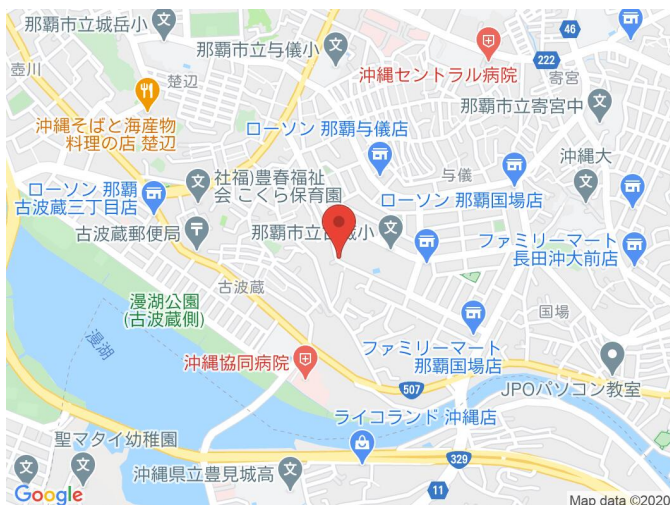 那覇市立城岳小
那覇市立与儀小
46
222
壺川
楚辺
沖縄セントラル病院
寄宮
那覇市立寄宮中
沖縄そばと海産物
料理の店 楚辺
ローソン 那覇与儀店
沖縄大
与儀
社福)豊春福祉
会 こくら保育園
ローソン 那覇
古波蔵三丁目店
ローソン 那覇国場店
古波蔵郵便局
那覇市立
小
ファミリーマート
長田沖大前店
古波蔵
漫湖公園
(古波蔵側)
国場
漫湖
沖縄協同病院
ファミリーマート
那覇国場店
507
JPOパソコン教室
ライコランド 沖縄店
聖マタイ幼稚園
329
沖縄県立豊見城高
11
Google
Map data ©2020